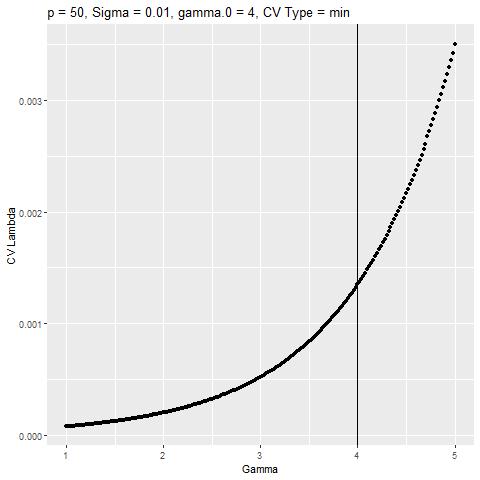 p = 50, Sigma = 0.01, gamma.0 = 4, CV Type = min
0.003
0.002
0.001
0.000
CV Lambda
1 2 3 4 5
Gamma